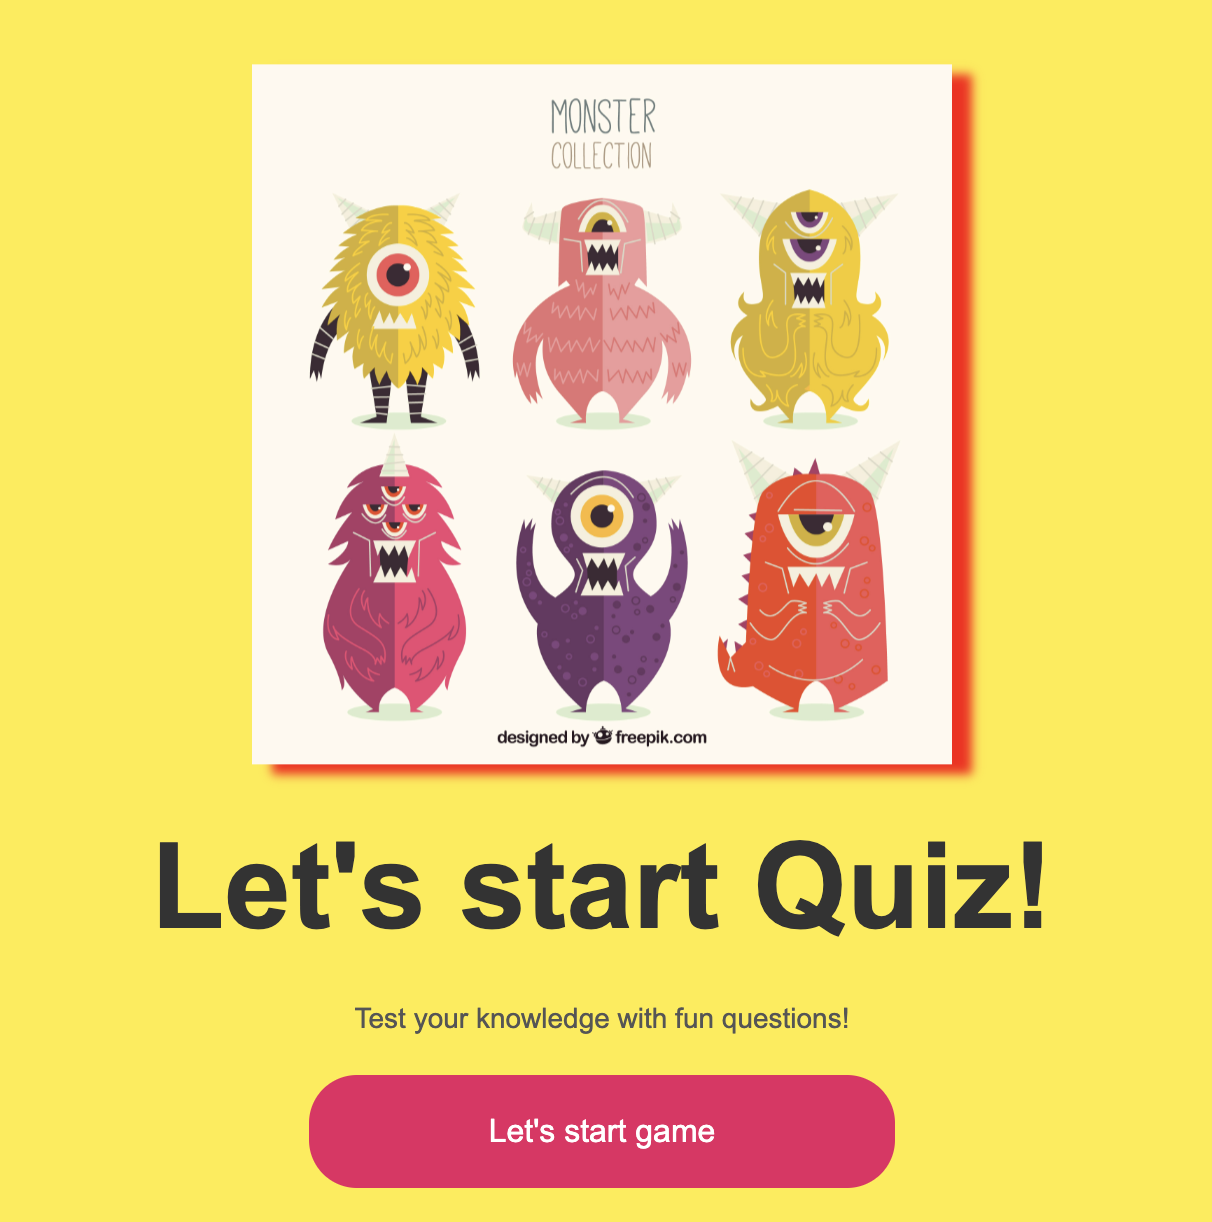 MONSTER
COLLECTION
designed by freepik.com
Let's start Quiz!
Test your knowledge with fun questions!
Let's start game